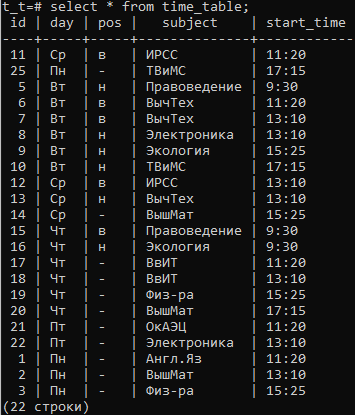 t_t=# select * from time_table;
 id | day | pos |   subject    | start_time
----+-----+-----+--------------+------------
 11 | Ср  | в   | ИРСС         | 11:20
 25 | Пн  | -   | ТВиМС        | 17:15
  5 | Вт  | н   | Правоведение | 9:30
  6 | Вт  | в   | ВычТех       | 11:20
  7 | Вт  | в   | ВычТех       | 13:10
  8 | Вт  | н   | Электроника  | 13:10
  9 | Вт  | н   | Экология     | 15:25
 10 | Вт  | н   | ТВиМС        | 17:15
 12 | Ср  | в   | ИРСС         | 13:10
 13 | Ср  | н   | ВычТех       | 13:10
 14 | Ср  | -   | ВышМат       | 15:25
 15 | Чт  | в   | Правоведение | 9:30
 16 | Чт  | н   | Экология     | 9:30
 17 | Чт  | -   | ВвИТ         | 11:20
 18 | Чт  | -   | ВвИТ         | 13:10
 19 | Чт  | -   | Физ-ра       | 15:25
 20 | Чт  | -   | ВышМат       | 17:15
 21 | Пт  | -   | ОкАЭЦ        | 11:20
 22 | Пт  | -   | Электроника  | 13:10
  1 | Пн  | -   | Англ.Яз      | 11:20
  2 | Пн  | -   | ВышМат       | 13:10
  3 | Пн  | -   | Физ-ра       | 15:25
(22 строки)